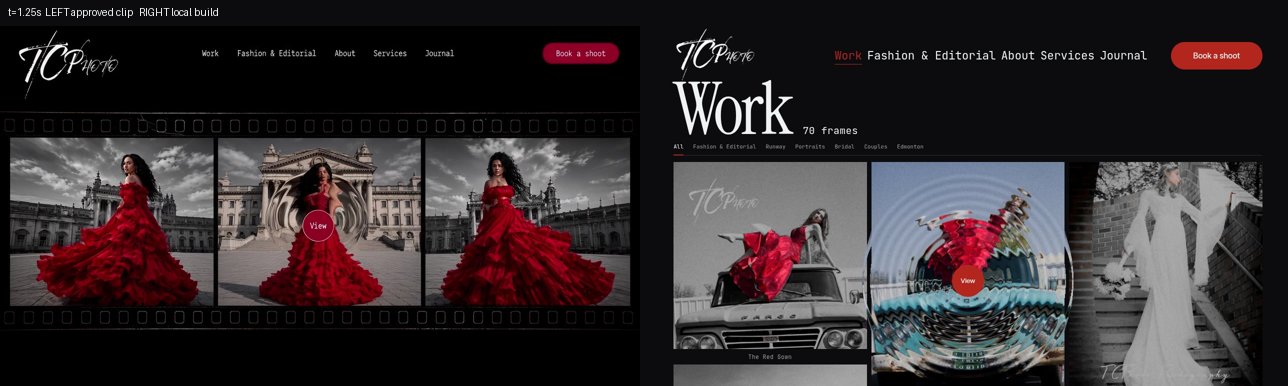 t=1.25s LEFT approved clip RIGHT local build
TCPHOTO
Work Fashion & Editorial About Services Journal
Book a shoot
View
TCPHOTO
Work Fashion & Editorial About Services Journal
Book a shoot
Work 70 frames
All Fashion & Editorial Runway Portraits Bridal Couples Edmonton
TCPHOTO
View
The Red Gown